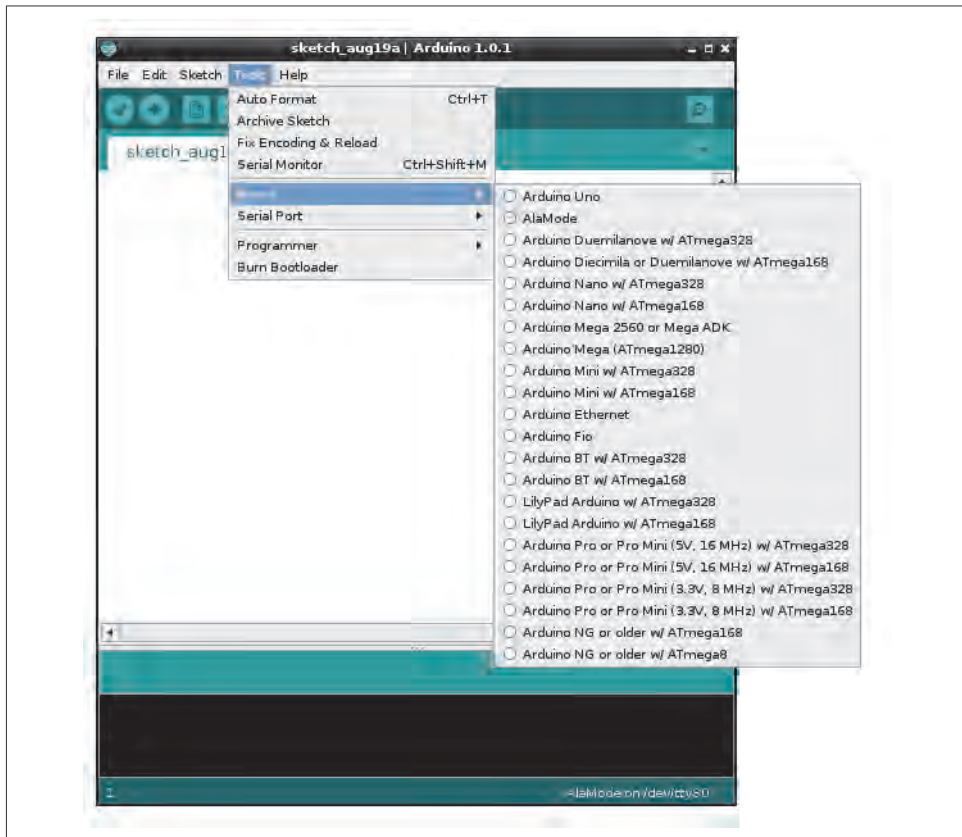 sketch_aug19a | Arduino 1.0.1
File Edit Sketch Tools Help
Auto Format Ctrl+T
Archive Sketch
Fix Encoding & Reload
sketch_aug1
Serial Monitor Ctrl+Shift+M
Board
Serial Port
Programmer
Burn Bootloader
Arduino Uno
AlaMode
Arduino Duemilanove w/ ATmega328
Arduino Diecimila or Duemilanove w/ ATmega168
Arduino Nano w/ ATmega328
Arduino Nano w/ ATmega168
Arduino Mega 2560 or Mega ADK
Arduino Mega (ATmega1280)
Arduino Mini w/ ATmega328
Arduino Mini w/ ATmega168
Arduino Ethernet
Arduino Fio
Arduino BT w/ ATmega328
Arduino BT w/ ATmega168
LilyPad Arduino w/ ATmega328
LilyPad Arduino w/ ATmega168
Arduino Pro or Pro Mini (5V, 16 MHz) w/ ATmega328
Arduino Pro or Pro Mini (5V, 16 MHz) w/ ATmega168
Arduino Pro or Pro Mini (3.3V, 8 MHz) w/ ATmega328
Arduino Pro or Pro Mini (3.3V, 8 MHz) w/ ATmega168
Arduino NG or older w/ ATmega168
Arduino NG or older w/ ATmega8
1 AlaMode on /dev/ttyS0